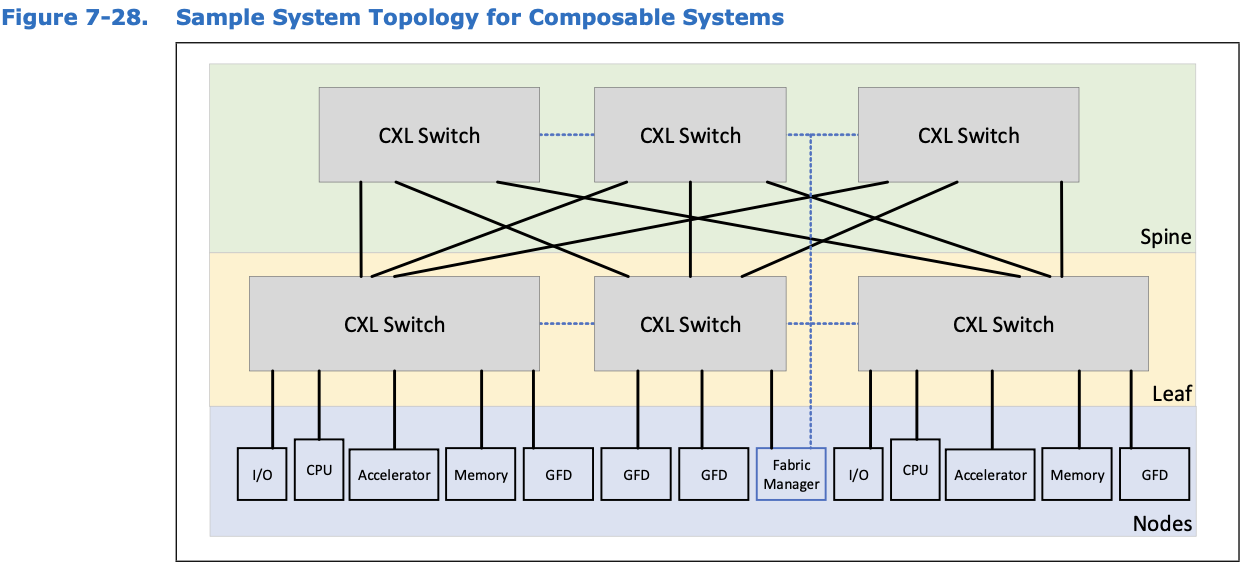 Figure 7-28. Sample System Topology for Composable Systems
CXL Switch
CXL Switch
CXL Switch
Spine
CXL Switch
CXL Switch
CXL Switch
Leaf
I/O
CPU
Accelerator
Memory
GFD
GFD
GFD
Fabric
Manager
I/O
CPU
Accelerator
Memory
GFD
Nodes